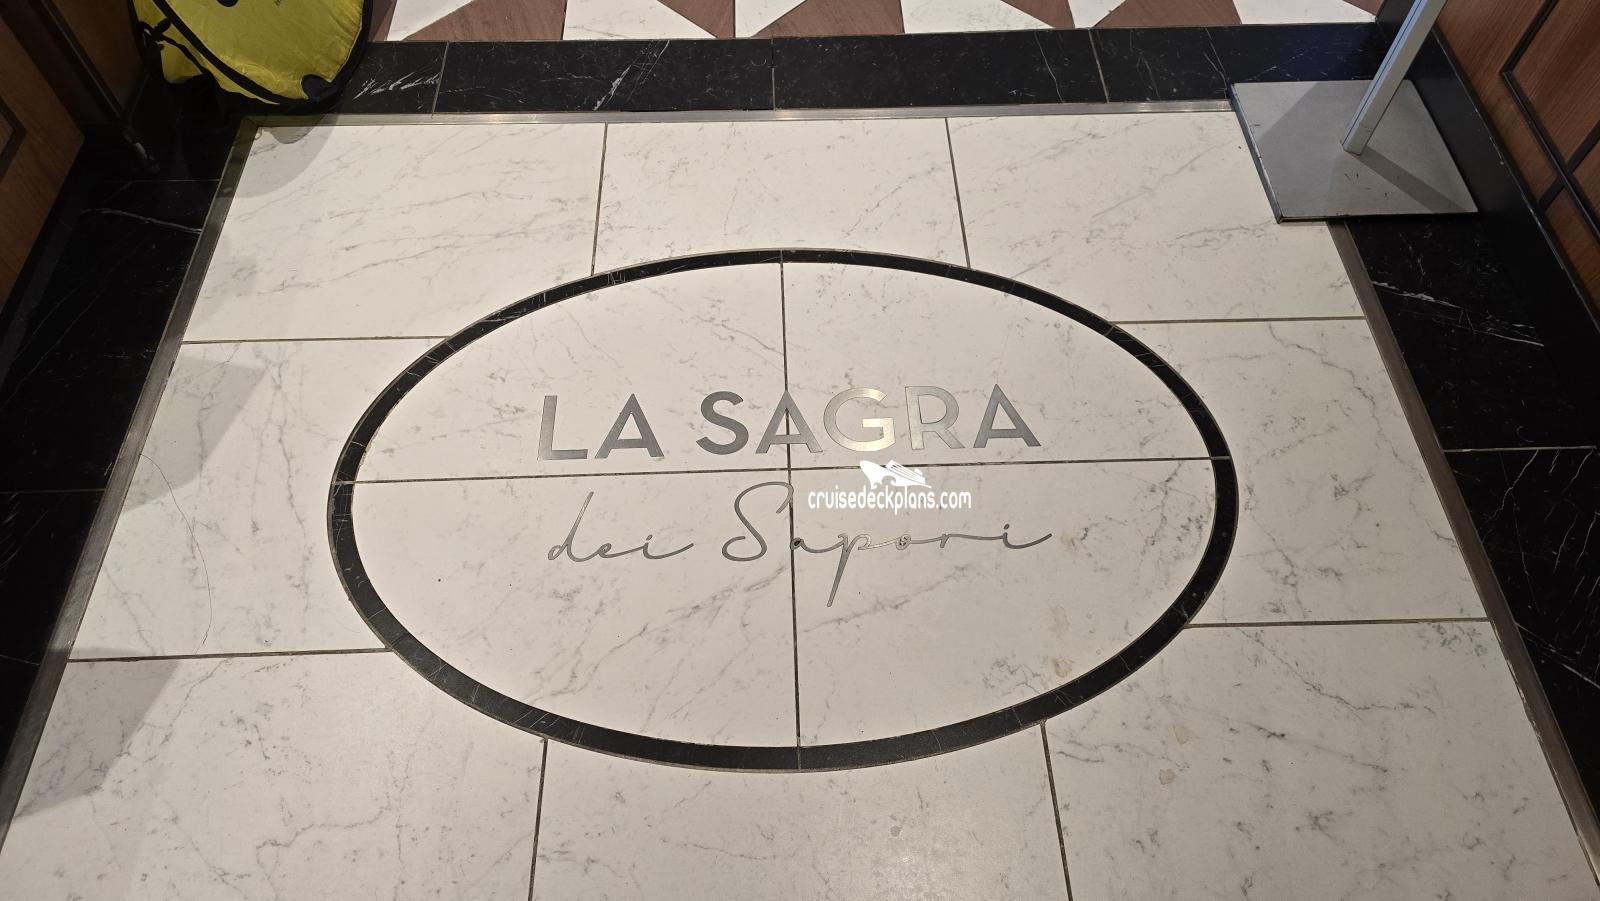 LA SAGRA
dei Sapori
cruisedeckplans.com